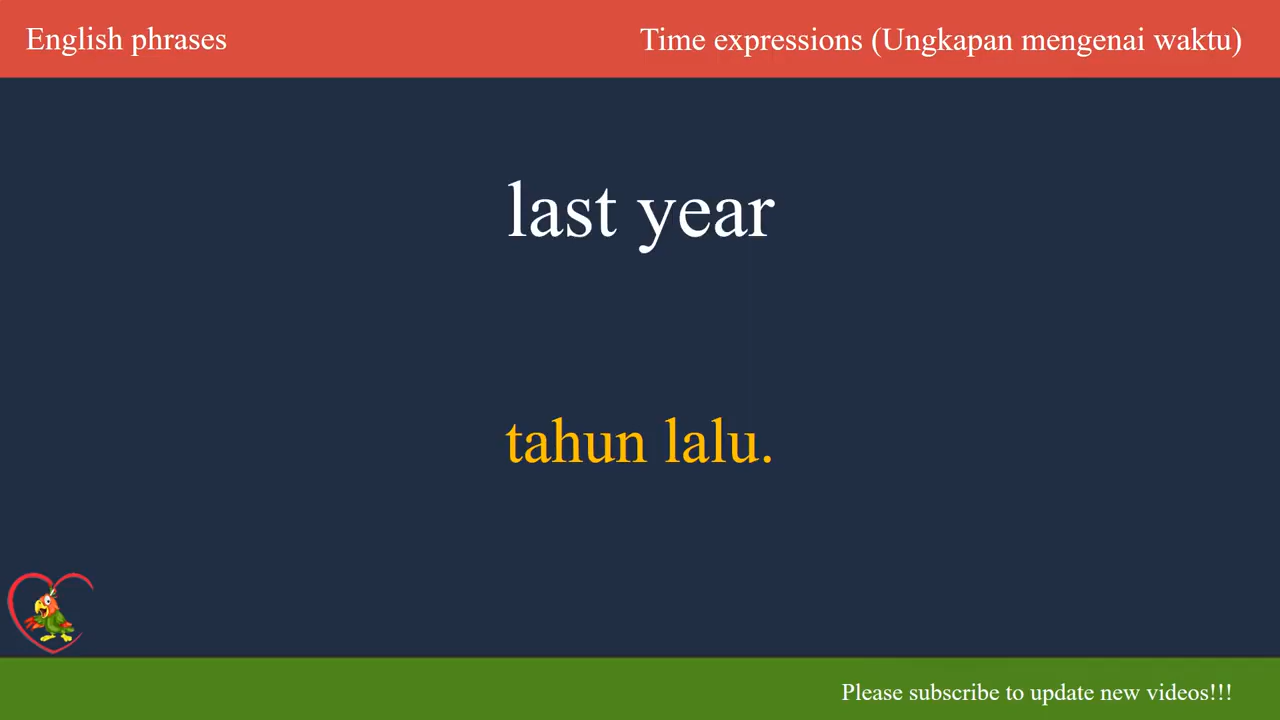 English phrases
Time expressions (Ungkapan mengenai waktu)
last year
tahun lalu.
Please subscribe to update new videos!!!